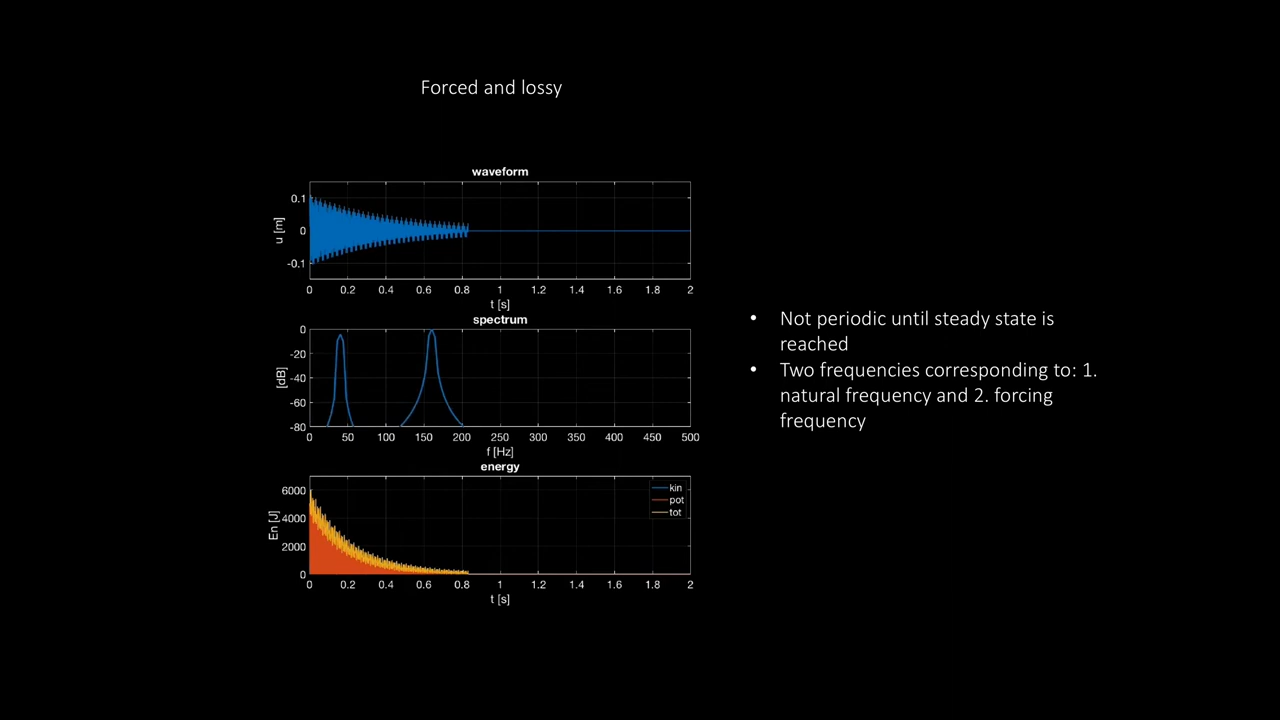 Forced and lossy
waveform
0.1
0
-0.1
u [m]
0 0.2 0.4 0.6 0.8 1 1.2 1.4 1.6 1.8 2
t [s]
spectrum
0
-20
-40
-60
-80
[dB]
0 50 100 150 200 250 300 350 400 450 500
f [Hz]
energy
6000
4000
2000
0
En [J]
kin
pot
tot
0 0.2 0.4 0.6 0.8 1 1.2 1.4 1.6 1.8 2
t [s]
• Not periodic until steady state is
reached
• Two frequencies corresponding to: 1.
natural frequency and 2. forcing
frequency